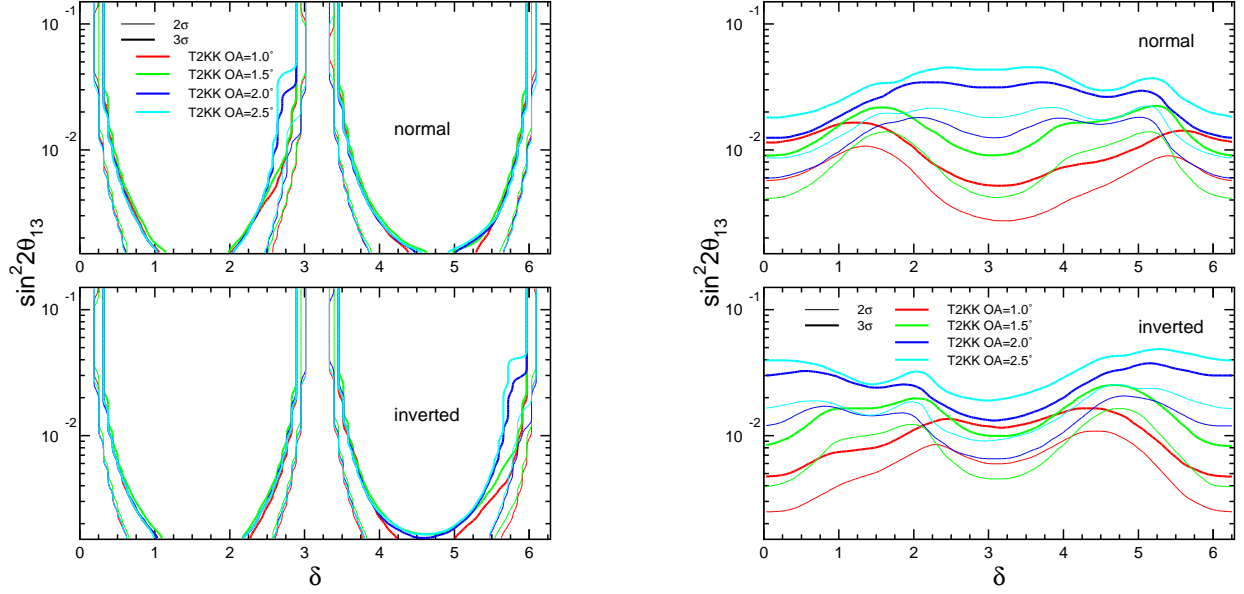 sin²2θ₁₃
10⁻¹
10⁻²
2σ
3σ
T2KK OA=1.0°
T2KK OA=1.5°
T2KK OA=2.0°
T2KK OA=2.5°
normal
0 1 2 3 4 5 6
10⁻¹
10⁻²
inverted
0 1 2 3 4 5 6
δ
sin²2θ₁₃
10⁻¹
10⁻²
normal
0 1 2 3 4 5 6
10⁻¹
10⁻²
2σ
3σ
T2KK OA=1.0°
T2KK OA=1.5°
T2KK OA=2.0°
T2KK OA=2.5°
inverted
0 1 2 3 4 5 6
δ